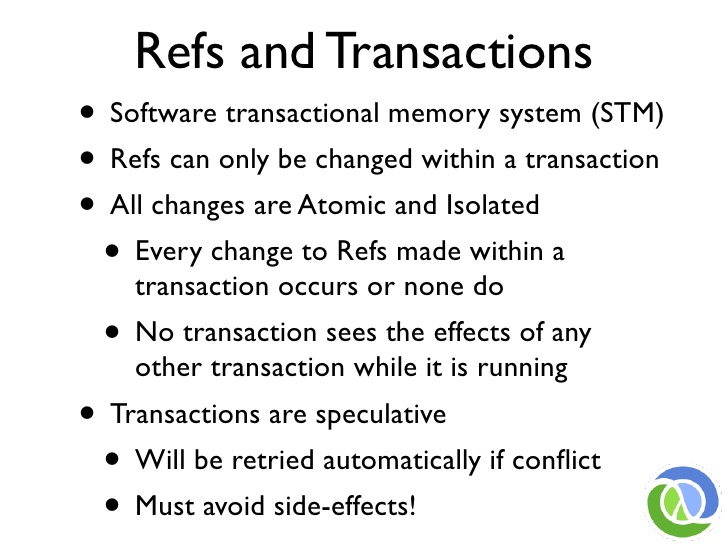 Refs and Transactions
• Software transactional memory system (STM)
• Refs can only be changed within a transaction
• All changes are Atomic and Isolated
• Every change to Refs made within a
transaction occurs or none do
• No transaction sees the effects of any
other transaction while it is running
• Transactions are speculative
• Will be retried automatically if conflict
• Must avoid side-effects!